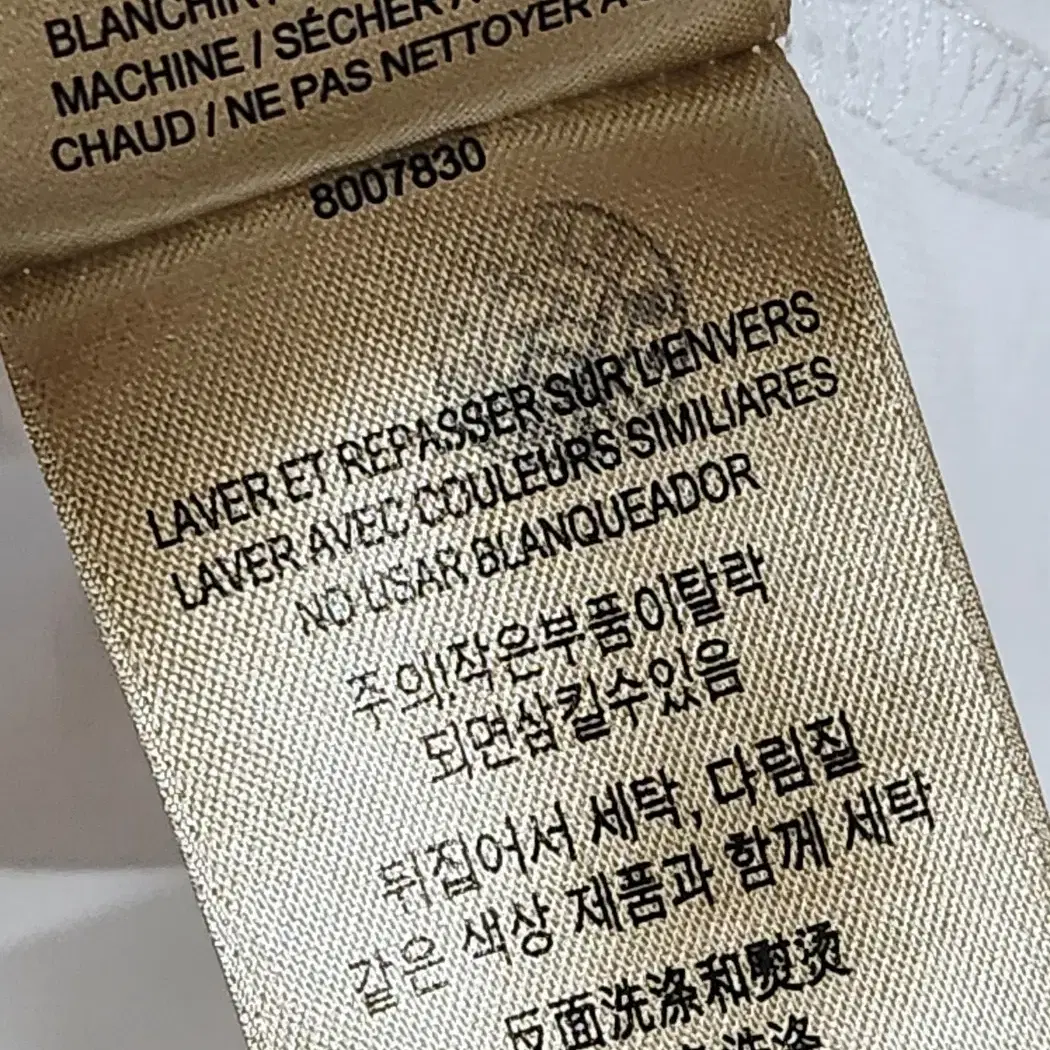 BLANCHIR
MACHINE / SÉCHER
CHAUD / NE PAS NETTOYER À
8007830
LAVER ET REPASSER SUR L'ENVERS
LAVER AVEC COULEURS SIMILIARES
NO USAR BLANQUEADOR
주의!작은부품이탈락
되면삼킬수있음
뒤집어서 세탁, 다림질
같은 색상 제품과 함께 세탁
反面洗涤和熨烫
洗涤